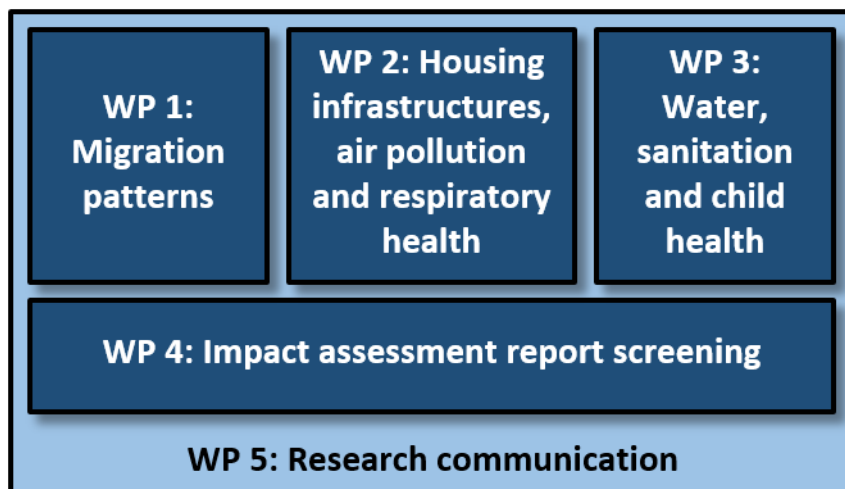 WP 1:
Migration
patterns
WP 2: Housing
infrastructures,
air pollution
and respiratory
health
WP 3:
Water,
sanitation
and child
health
WP 4: Impact assessment report screening
WP 5: Research communication